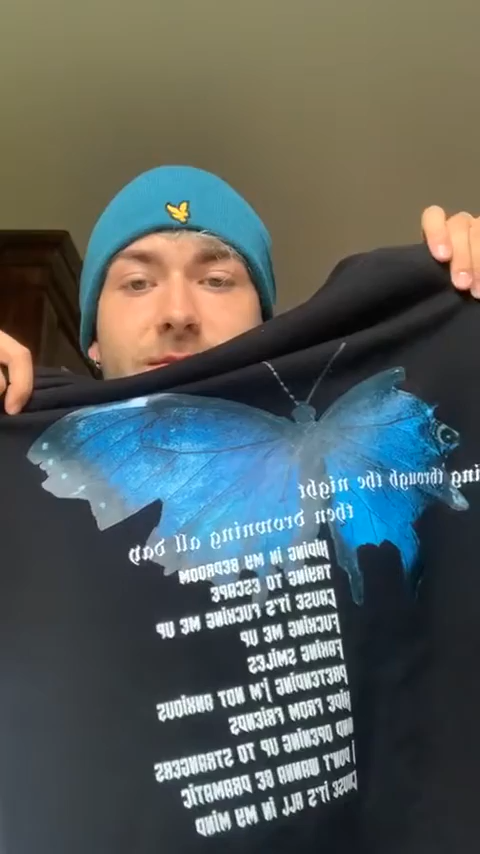 ing through the night
then drowning all day
HIDING IN MY BEDROOM
TRYING TO ESCAPE
CAUSE IT'S FUCKING ME UP
FUCKING ME UP
FAKING SMILES
PRETENDING I'M NOT ANXIOUS
HIDE FROM FRIENDS
AND OPENING UP TO STRANGERS
I DON'T WANNA BE DRAMATIC
CAUSE IT'S ALL IN MY MIND